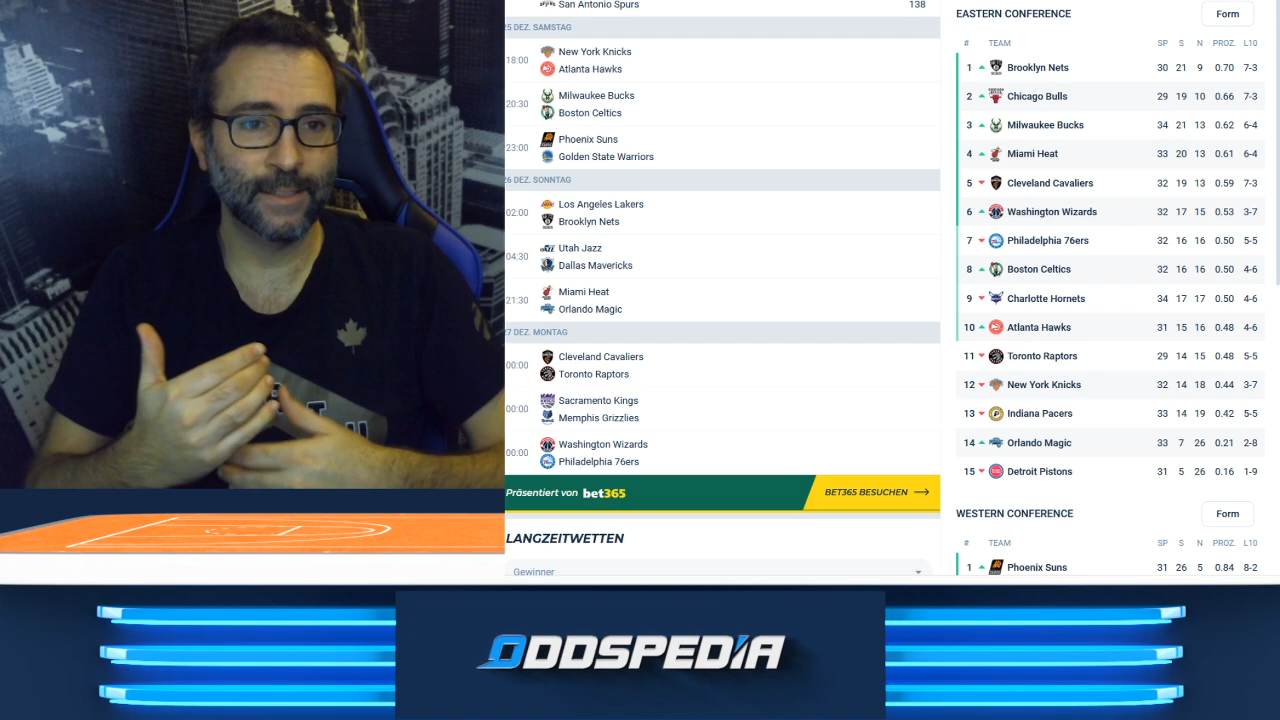 San Antonio Spurs 138
25 DEZ. SAMSTAG
18:00 New York Knicks
Atlanta Hawks
20:30 Milwaukee Bucks
Boston Celtics
23:00 Phoenix Suns
Golden State Warriors
26 DEZ. SONNTAG
02:00 Los Angeles Lakers
Brooklyn Nets
04:30 Utah Jazz
Dallas Mavericks
21:30 Miami Heat
Orlando Magic
27 DEZ. MONTAG
00:00 Cleveland Cavaliers
Toronto Raptors
00:00 Sacramento Kings
Memphis Grizzlies
00:00 Washington Wizards
Philadelphia 76ers
Präsentiert von bet365 BET365 BESUCHEN
LANGZEITWETTEN
Gewinner
EASTERN CONFERENCE Form
# TEAM SP S N PROZ. L10
1 Brooklyn Nets 30 21 9 0.70 7-3
2 Chicago Bulls 29 19 10 0.66 7-3
3 Milwaukee Bucks 34 21 13 0.62 6-4
4 Miami Heat 33 20 13 0.61 6-4
5 Cleveland Cavaliers 32 19 13 0.59 7-3
6 Washington Wizards 32 17 15 0.53 3-7
7 Philadelphia 76ers 32 16 16 0.50 5-5
8 Boston Celtics 32 16 16 0.50 4-6
9 Charlotte Hornets 34 17 17 0.50 4-6
10 Atlanta Hawks 31 15 16 0.48 4-6
11 Toronto Raptors 29 14 15 0.48 5-5
12 New York Knicks 32 14 18 0.44 3-7
13 Indiana Pacers 33 14 19 0.42 5-5
14 Orlando Magic 33 7 26 0.21 2-8
15 Detroit Pistons 31 5 26 0.16 1-9
WESTERN CONFERENCE Form
# TEAM SP S N PROZ. L10
1 Phoenix Suns 31 26 5 0.84 8-2
ODDSPEDIA